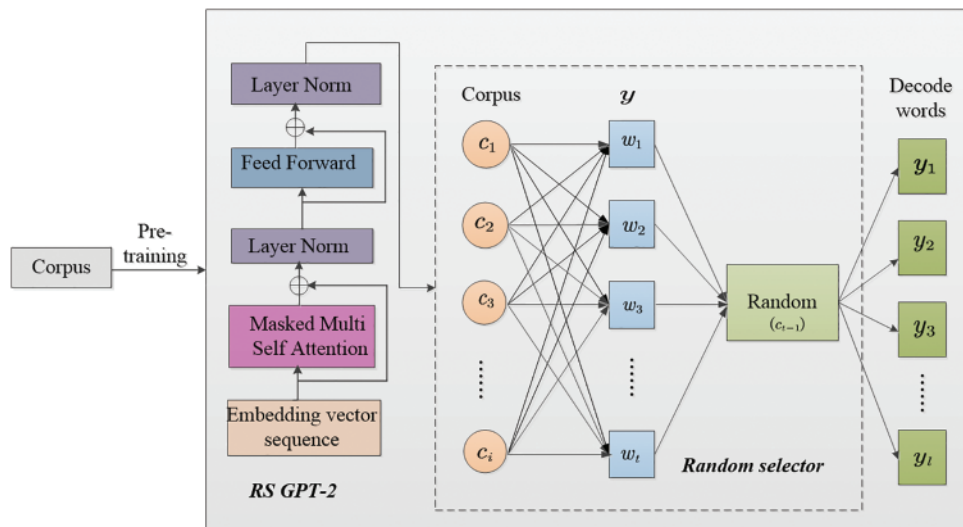 Corpus
Pre-
training
Layer Norm
Feed Forward
Layer Norm
Masked Multi
Self Attention
Embedding vector
sequence
RS GPT-2
Corpus
c₁
c₂
c₃
......
cᵢ
y
w₁
w₂
w₃
......
wₜ
Random
(cₜ₋₁)
Random selector
Decode
words
y₁
y₂
y₃
......
yₗ